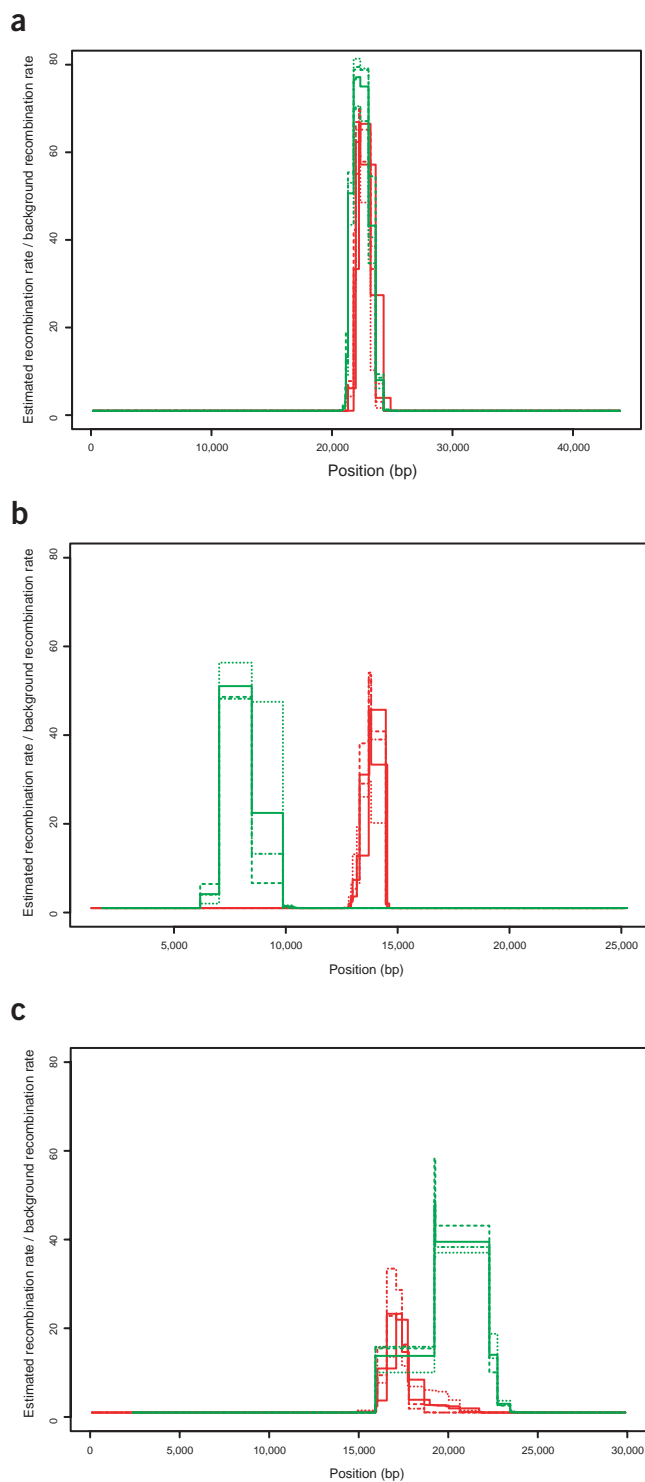 a
Estimated recombination rate / background recombination rate
80
60
40
20
0
0 10,000 20,000 30,000 40,000
Position (bp)
b
Estimated recombination rate / background recombination rate
80
60
40
20
0
5,000 10,000 15,000 20,000 25,000
Position (bp)
c
Estimated recombination rate / background recombination rate
80
60
40
20
0
0 5,000 10,000 15,000 20,000 25,000 30,000
Position (bp)